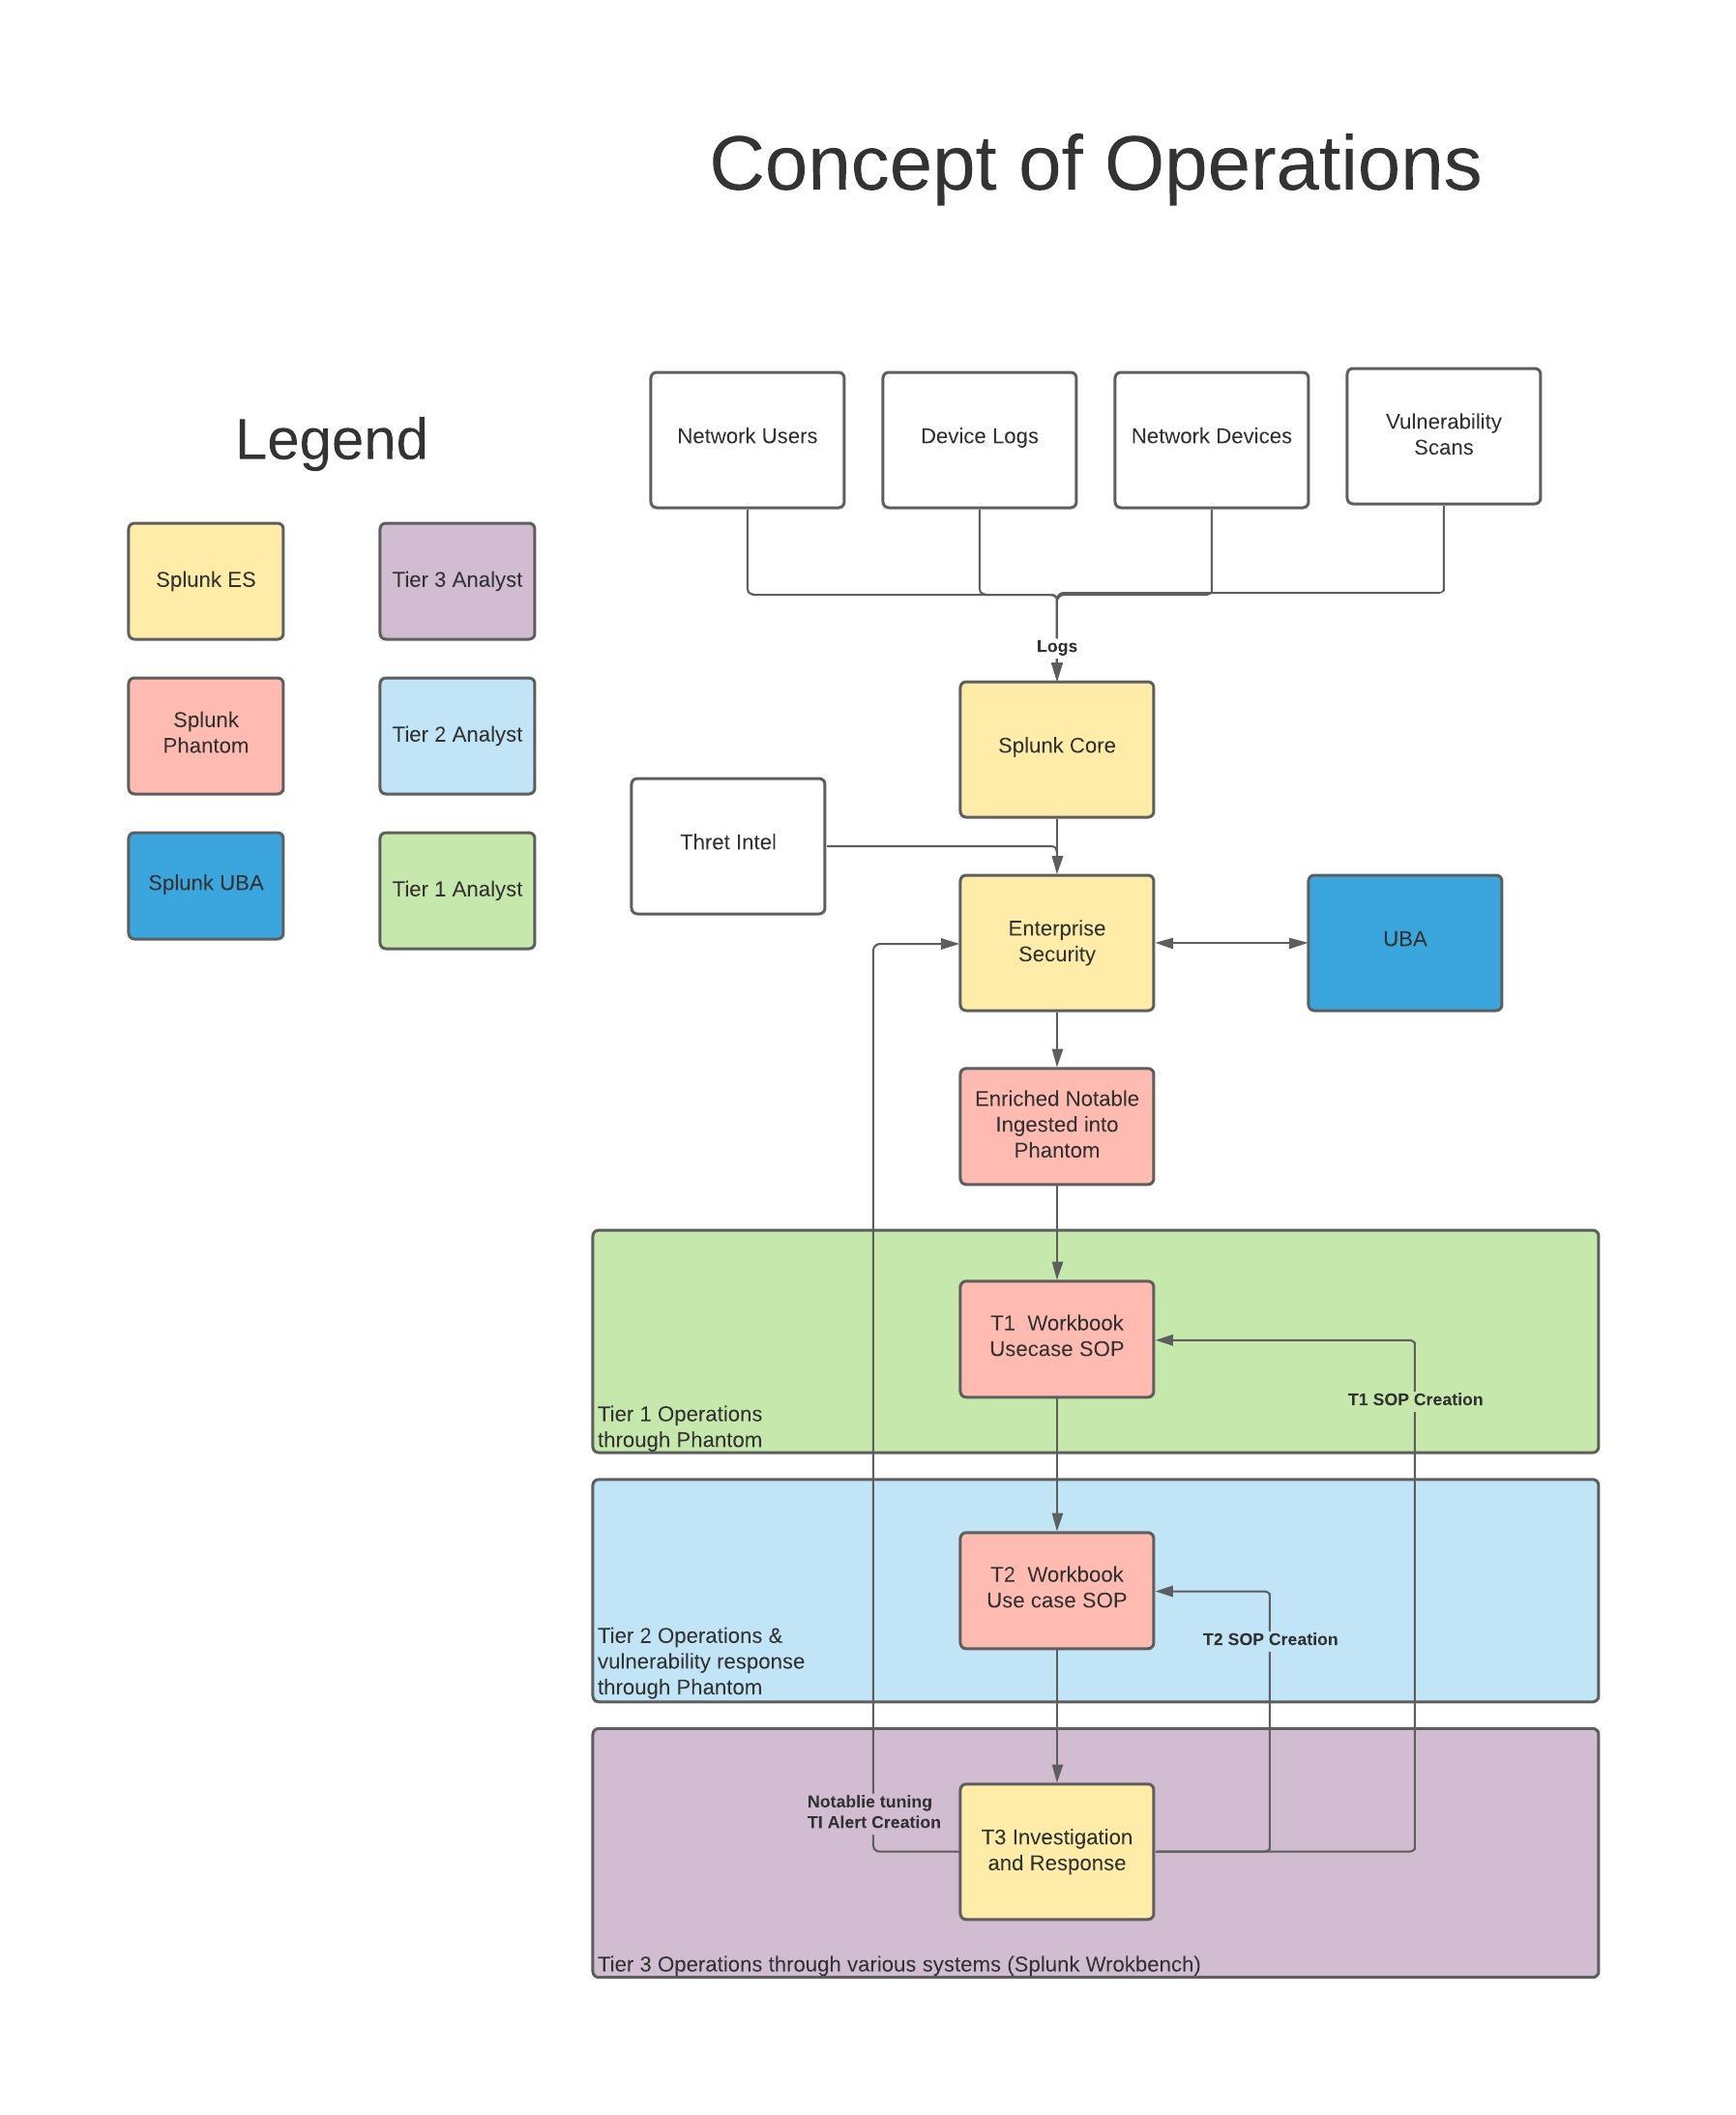 Concept of Operations
Legend
Splunk ES
Tier 3 Analyst
Splunk
Phantom
Tier 2 Analyst
Splunk UBA
Tier 1 Analyst
Network Users
Device Logs
Network Devices
Vulnerability
Scans
Logs
Splunk Core
Thret Intel
Enterprise
Security
UBA
Enriched Notable
Ingested into
Phantom
T1  Workbook
Usecase SOP
T1 SOP Creation
Tier 1 Operations
through Phantom
T2  Workbook
Use case SOP
T2 SOP Creation
Tier 2 Operations &
vulnerability response
through Phantom
Notablie tuning
TI Alert Creation
T3 Investigation
and Response
Tier 3 Operations through various systems (Splunk Wrokbench)